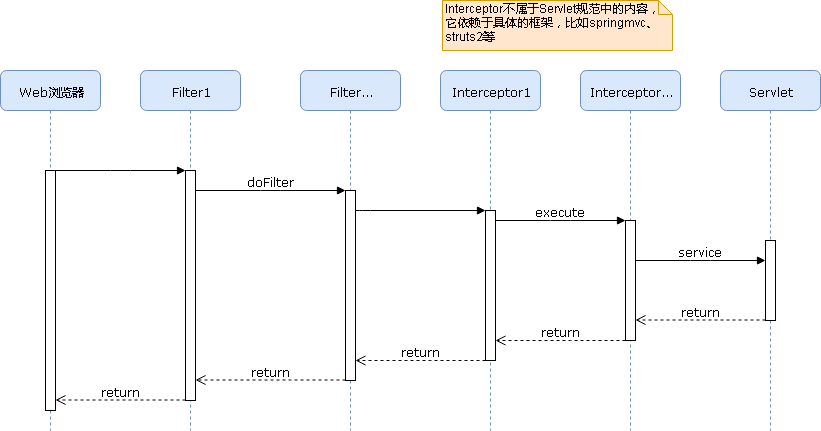 Interceptor不属于Servlet规范中的内容，
它依赖于具体的框架，比如springmvc、
struts2等
Web浏览器
Filter1
Filter...
Interceptor1
Interceptor...
Servlet
doFilter
execute
service
return
return
return
return
return